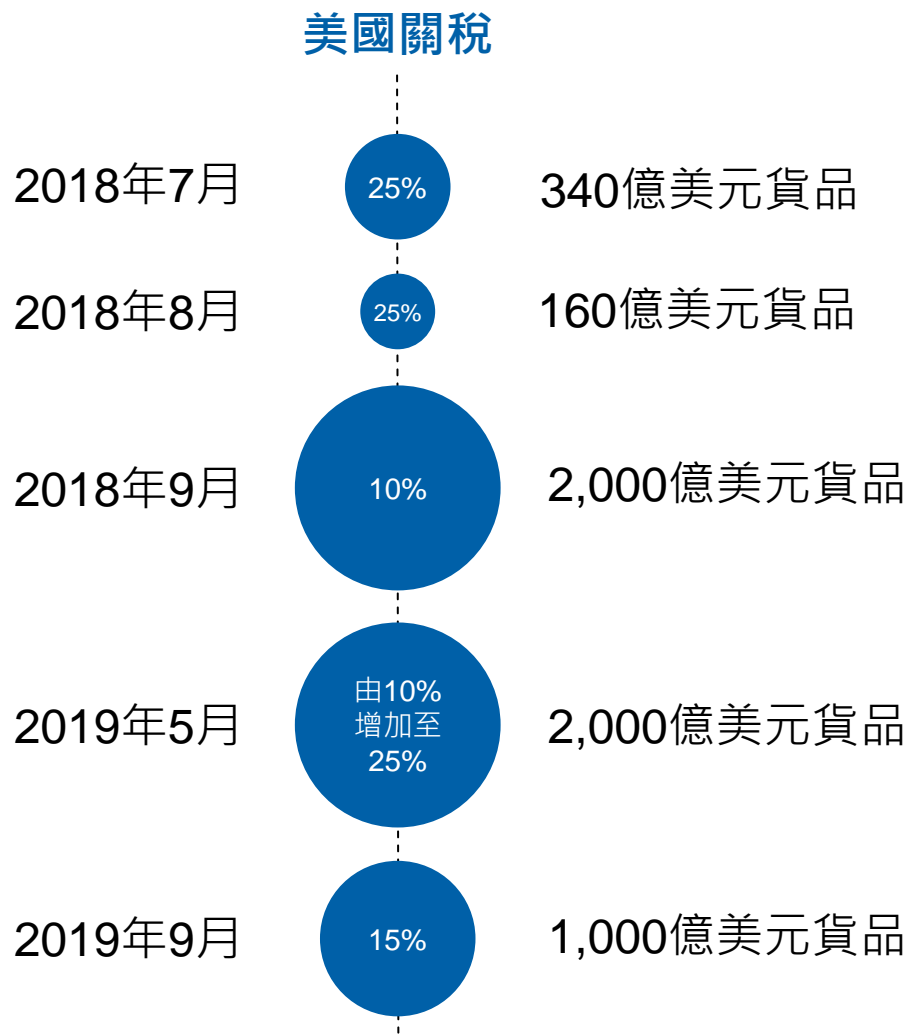 美國關稅
2018年7月 25% 340億美元貨品
2018年8月 25% 160億美元貨品
2018年9月 10% 2,000億美元貨品
2019年5月 由10% 增加至 25% 2,000億美元貨品
2019年9月 15% 1,000億美元貨品